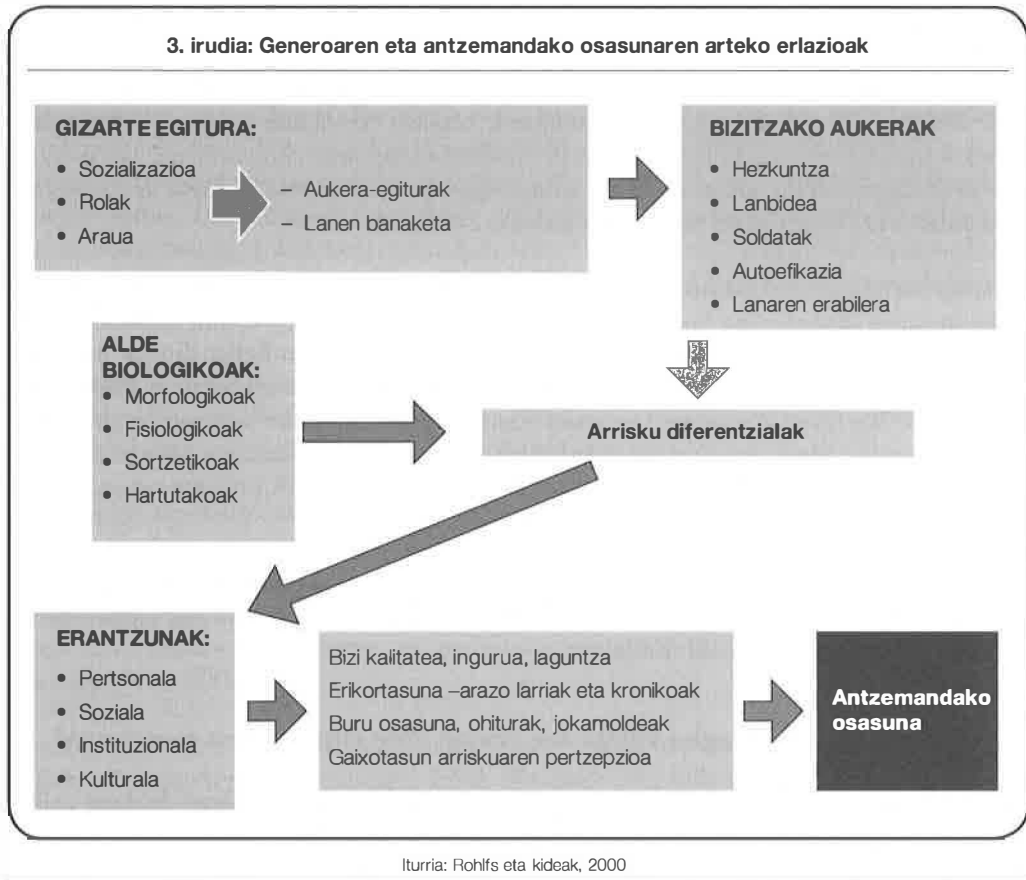 3. irudia: Generoaren eta antzemandako osasunaren arteko erlazioak
GIZARTE EGITURA:
• Sozializazioa
• Rolak
• Araua
– Aukera-egiturak
– Lanen banaketa
BIZITZAKO AUKERAK
• Hezkuntza
• Lanbidea
• Soldatak
• Autoefikazia
• Lanaren erabilera
ALDE
BIOLOGIKOAK:
• Morfologikoak
• Fisiologikoak
• Sortzetikoak
• Hartutakoak
Arrisku diferentzialak
ERANTZUNAK:
• Pertsonala
• Soziala
• Instituzionala
• Kulturala
Bizi kalitatea, ingurua, laguntza
Erikortasuna –arazo larriak eta kronikoak
Buru osasuna, ohiturak, jokamoldeak
Gaixotasun arriskuaren pertzepzioa
Antzemandako
osasuna
Iturria: Rohlfs eta kideak, 2000